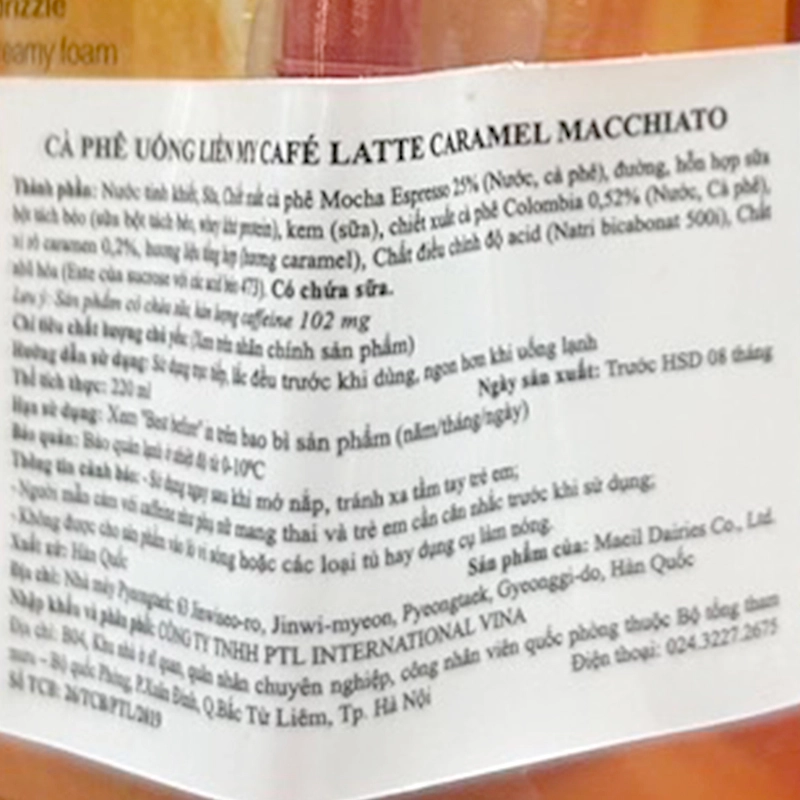 rizzle
eamy foam
CÀ PHÊ UỐNG LIỀN MY CAFÉ LATTE CARAMEL MACCHIATO
Thành phần: Nước tinh khiết, Sữa, Chiết xuất cà phê Mocha Espresso 25% (Nước, cà phê), đường, hỗn hợp sữa
bột tách béo (sữa bột tách béo, whey protein), kem (sữa), chiết xuất cà phê Colombia 0,52% (Nước, Cà phê),
si rô caramen 0,2%, hương liệu tổng hợp (hương caramel), Chất điều chỉnh độ acid (Natri bicabonat 500i), Chất
nhũ hóa (Este của sucrose với các acid béo 473). Có chứa sữa.
Lưu ý: Sản phẩm có chứa sữa, hàm lượng caffeine 102 mg
Chỉ tiêu chất lượng chủ yếu: (Xem trên nhãn chính sản phẩm)
Hướng dẫn sử dụng: Sử dụng trực tiếp, lắc đều trước khi dùng, ngon hơn khi uống lạnh
Thể tích thực: 220 ml Ngày sản xuất: Trước HSD 08 tháng
Hạn sử dụng: Xem "Best before" in trên bao bì sản phẩm (năm/tháng/ngày)
Bảo quản: Bảo quản lạnh ở nhiệt độ từ 0-10°C
Thông tin cảnh báo: - Sử dụng ngay sau khi mở nắp, tránh xa tầm tay trẻ em;
- Người mẫn cảm với caffeine như phụ nữ mang thai và trẻ em cần cân nhắc trước khi sử dụng;
- Không được cho sản phẩm vào lò vi sóng hoặc các loại tủ hay dụng cụ làm nóng.
Xuất xứ: Hàn Quốc Sản phẩm của: Maeil Dairies Co., Ltd.
Địa chỉ: Nhà máy Pyeongtaek: 63 Jinwiseo-ro, Jinwi-myeon, Pyeongtaek, Gyeonggi-do, Hàn Quốc
Nhập khẩu và phân phối: CÔNG TY TNHH PTL INTERNATIONAL VINA
Địa chỉ: B04, Khu nhà ở sĩ quan, quân nhân chuyên nghiệp, công nhân viên quốc phòng thuộc Bộ tổng tham
mưu – Bộ quốc Phòng, P.Xuân Đỉnh, Q.Bắc Từ Liêm, Tp. Hà Nội Điện thoại: 024.3227.2675
Số TCB: 26/TCB/PTL/2019